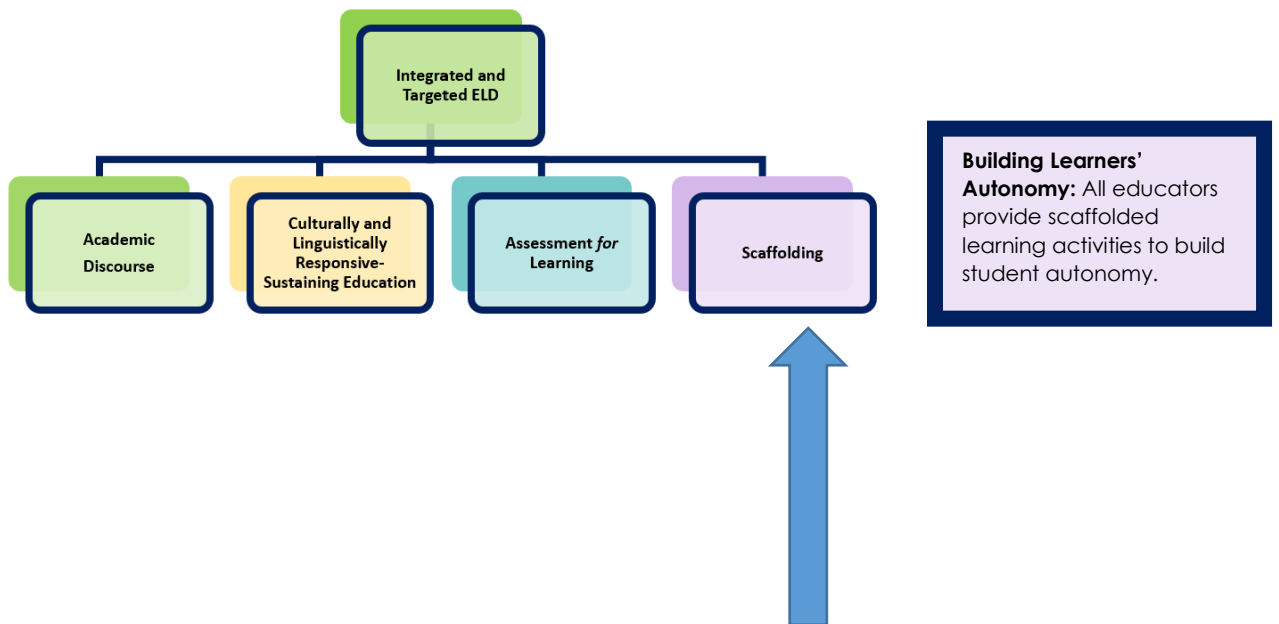 Integrated and
Targeted ELD
Academic
Discourse
Culturally and
Linguistically
Responsive-
Sustaining Education
Assessment for
Learning
Scaffolding
Building Learners’
Autonomy: All educators
provide scaffolded
learning activities to build
student autonomy.